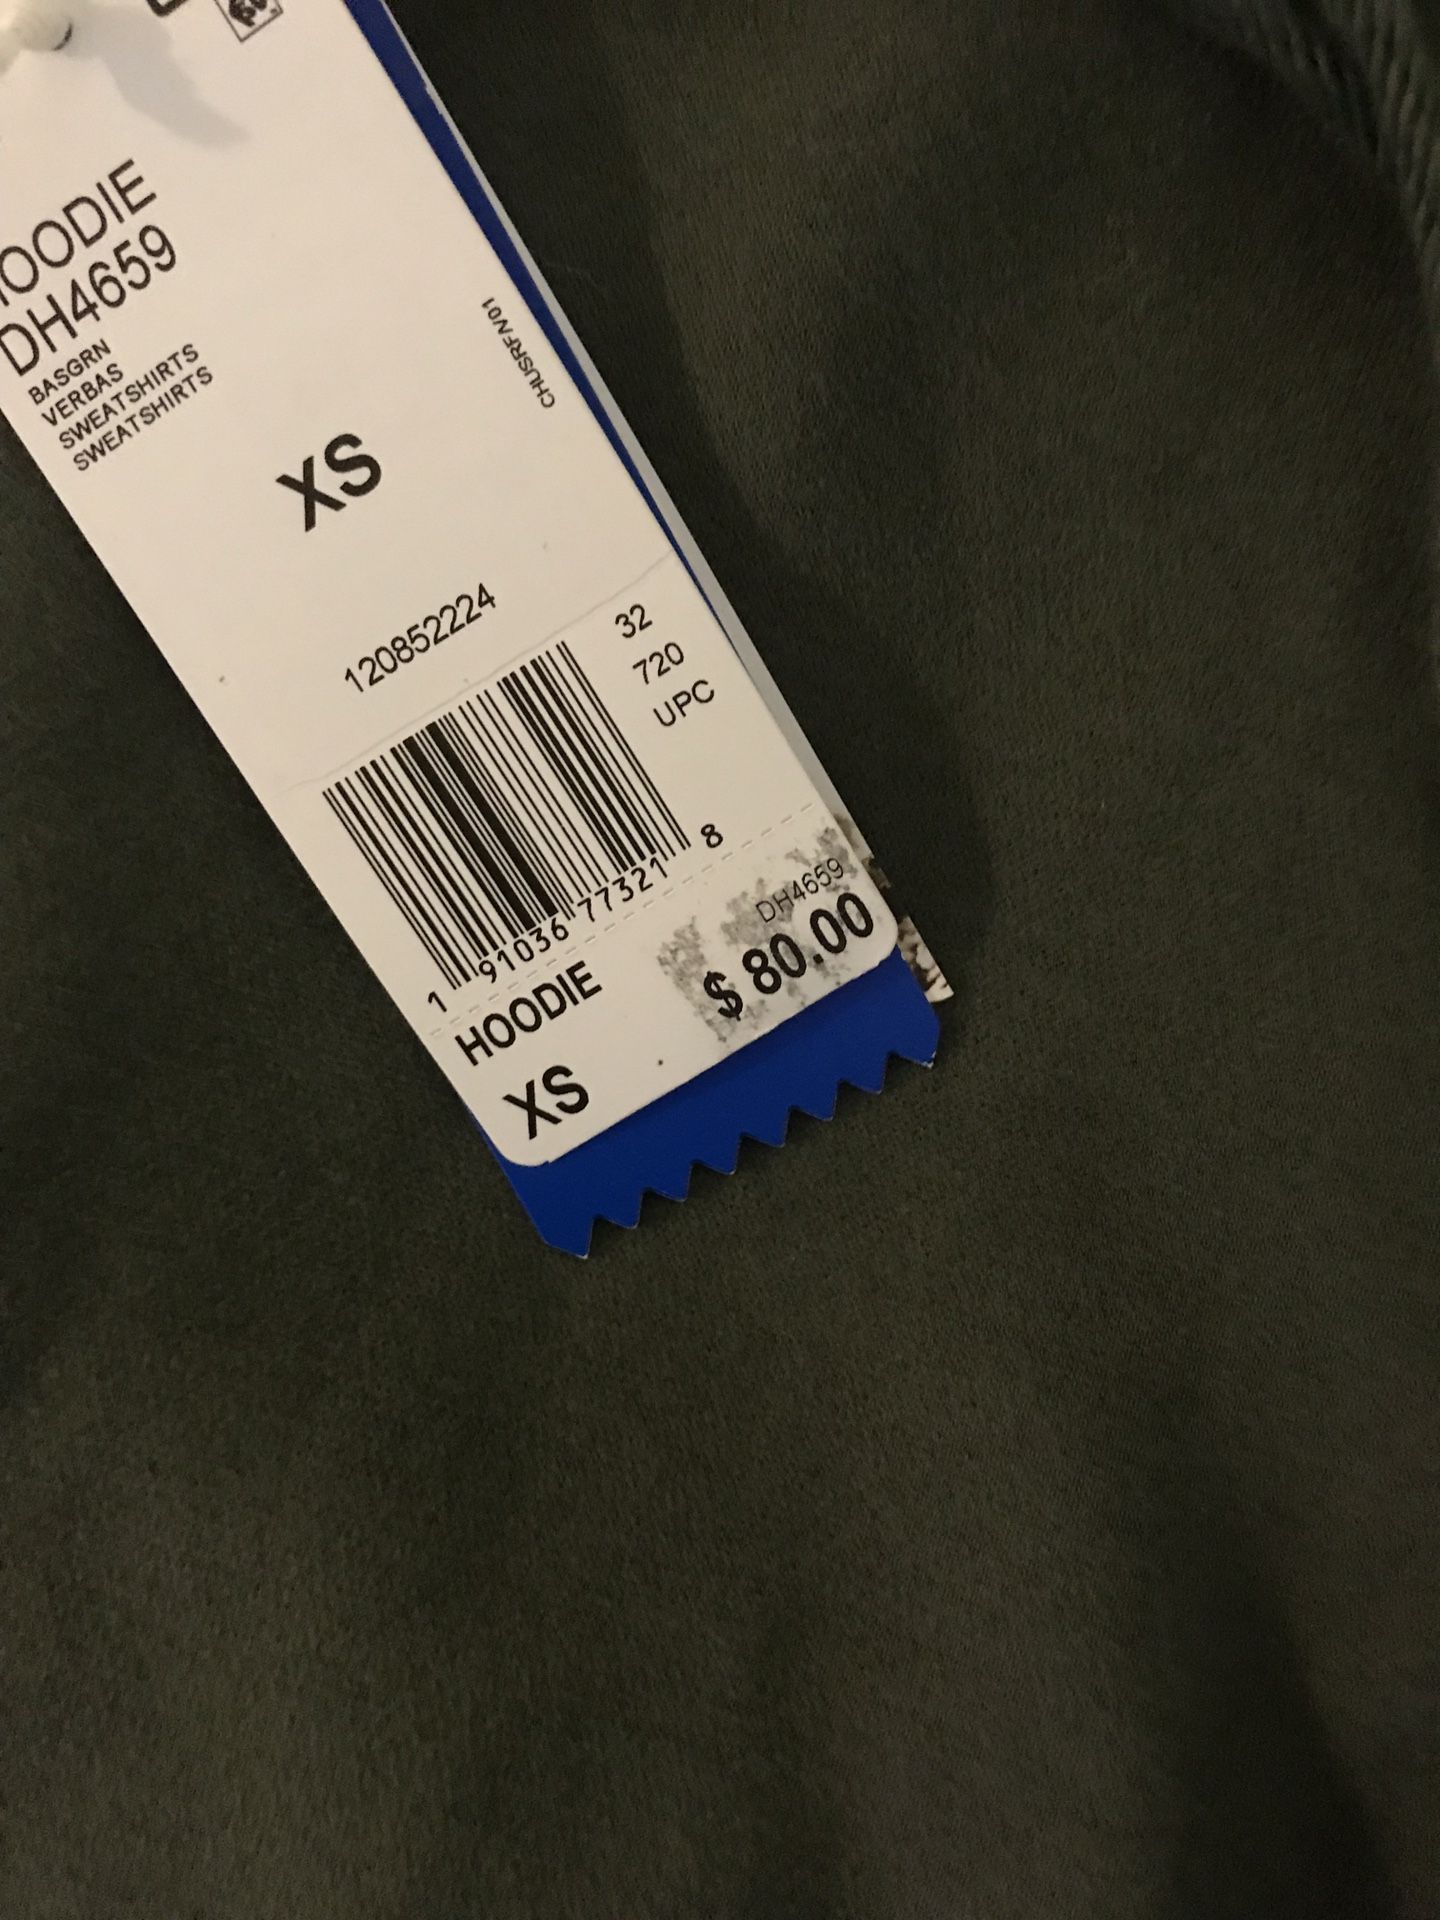 HOODIE
DH4659
BASGRN
VERBAS
SWEATSHIRTS
SWEATSHIRTS
CHUSRFN01
XS
120852224
32
720
UPC
1 91036 77321 8
DH4659
HOODIE $ 80.00
XS